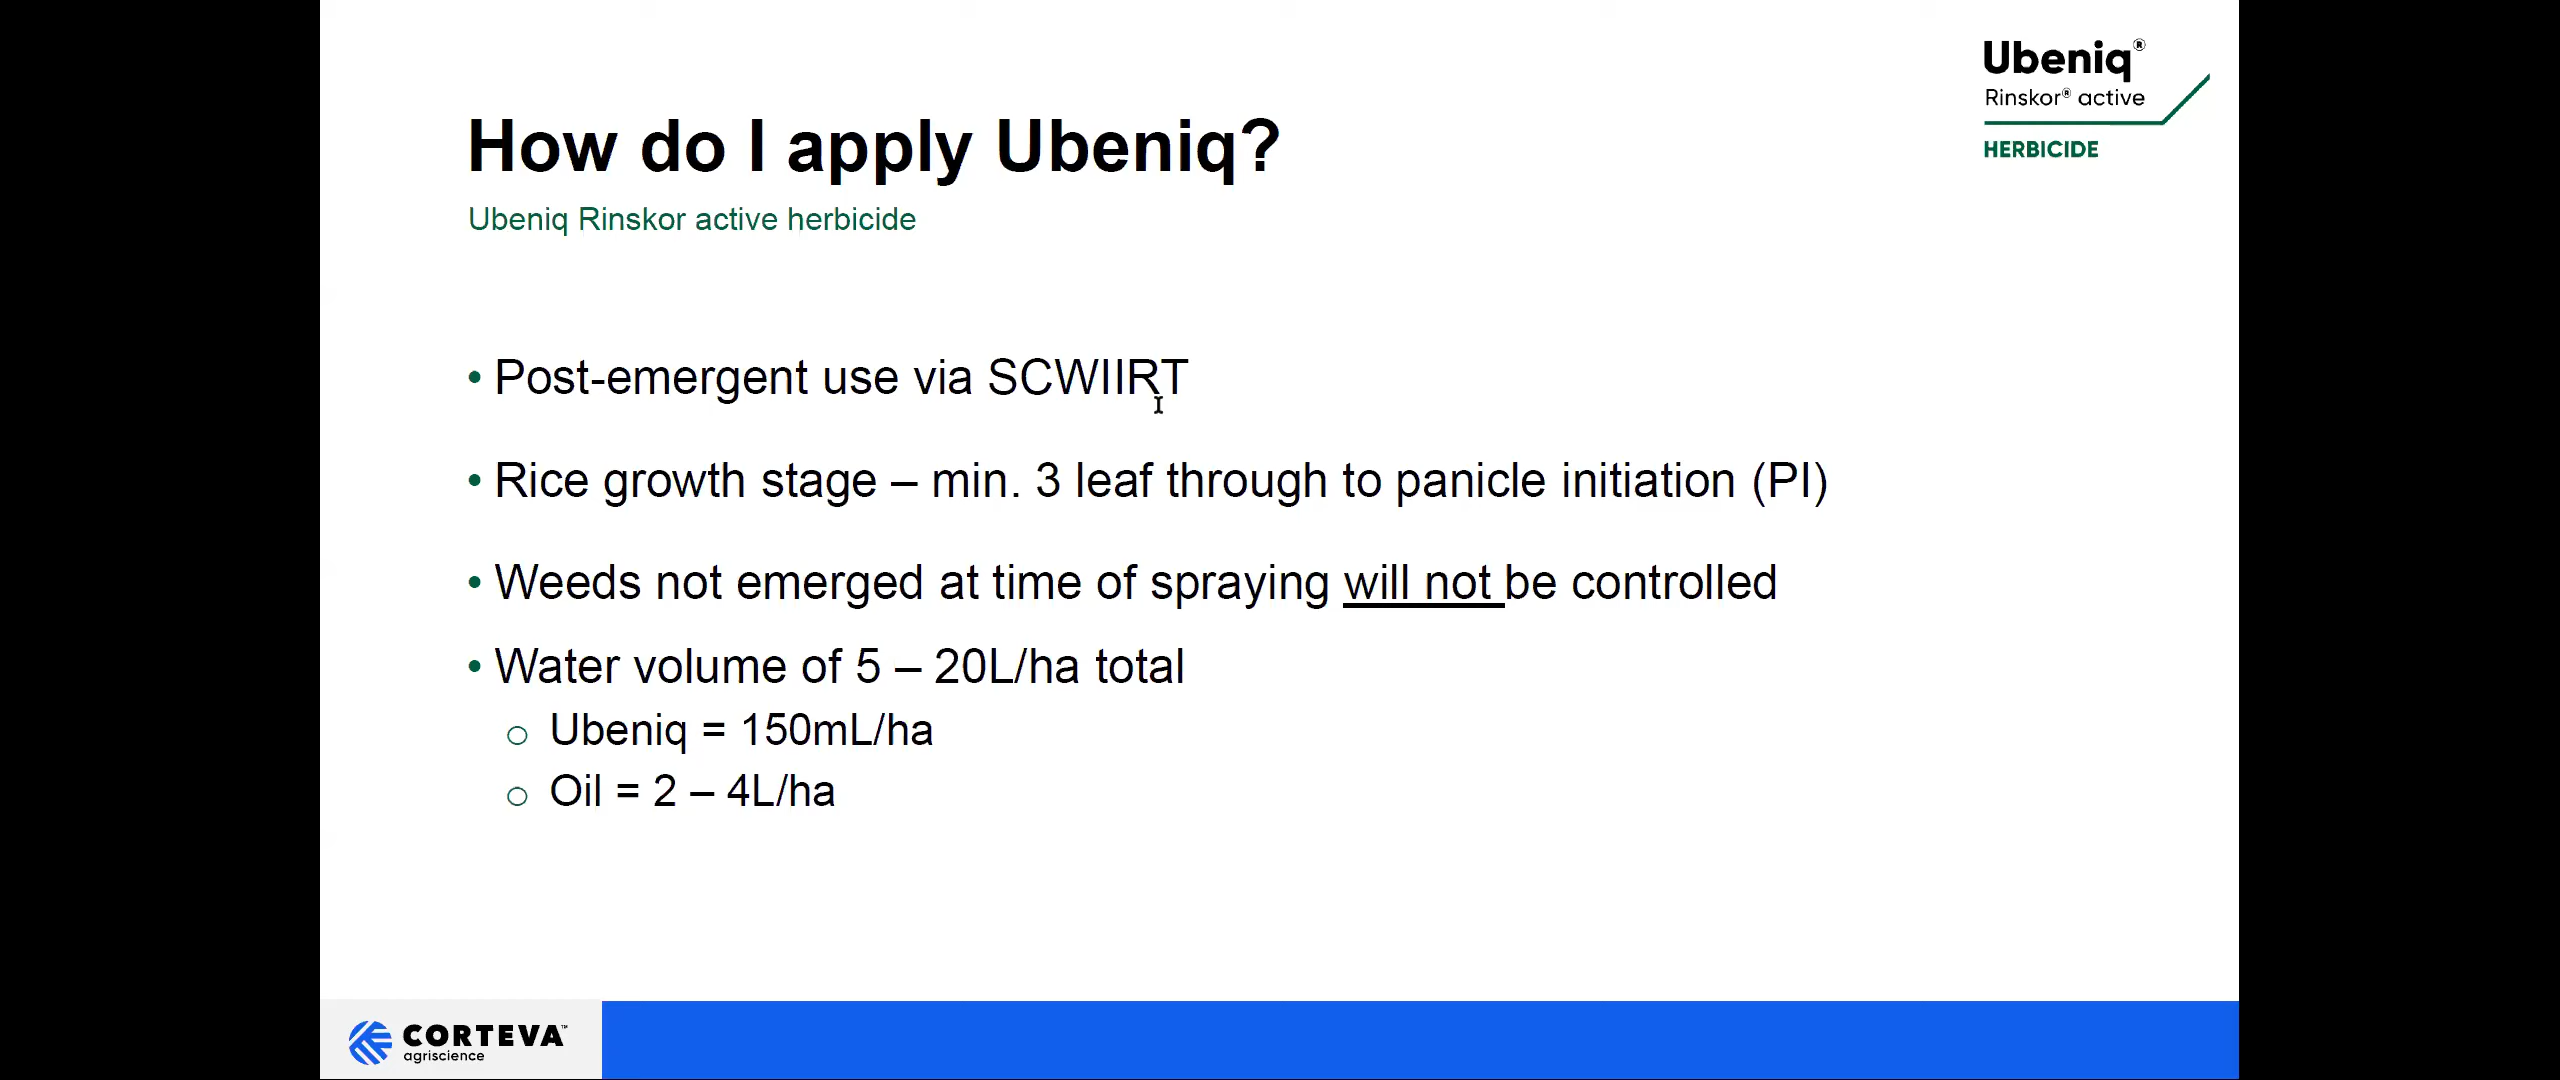 Ubeniq®
Rinskor® active
HERBICIDE
How do I apply Ubeniq?
Ubeniq Rinskor active herbicide
• Post-emergent use via SCWIIRT
• Rice growth stage – min. 3 leaf through to panicle initiation (PI)
• Weeds not emerged at time of spraying will not be controlled
• Water volume of 5 – 20L/ha total
○ Ubeniq = 150mL/ha
○ Oil = 2 – 4L/ha
CORTEVA™
agriscience